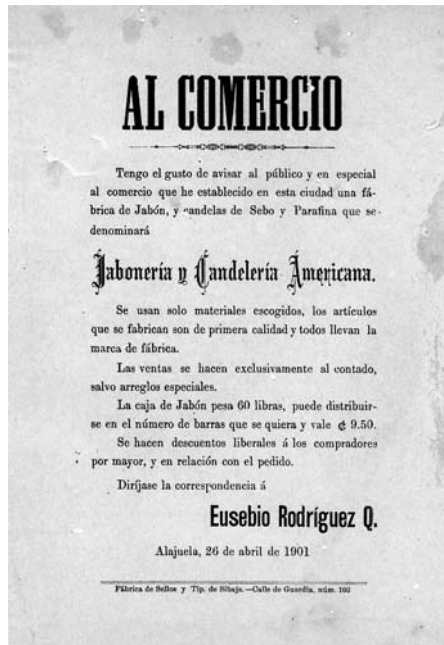 AL COMERCIO
Tengo el gusto de avisar al público y en especial
al comercio que he establecido en esta ciudad una fá-
brica de Jabón, y candelas de Sebo y Parafina que se
denominará
Jabonería y Candelería Americana.
Se usan solo materiales escogidos, los artículos
que se fabrican son de primera calidad y todos llevan la
marca de fábrica.
Las ventas se hacen exclusivamente al contado,
salvo arreglos especiales.
La caja de Jabón pesa 60 libras, puede distribuir-
se en el número de barras que se quiera y vale ₡ 9.50.
Se hacen descuentos liberales á los compradores
por mayor, y en relación con el pedido.
Diríjase la correspondencia á
Eusebio Rodríguez Q.
Alajuela, 26 de abril de 1901
Fábrica de Sellos y Tip. de Sibaja.—Calle de Guardia, núm. 103